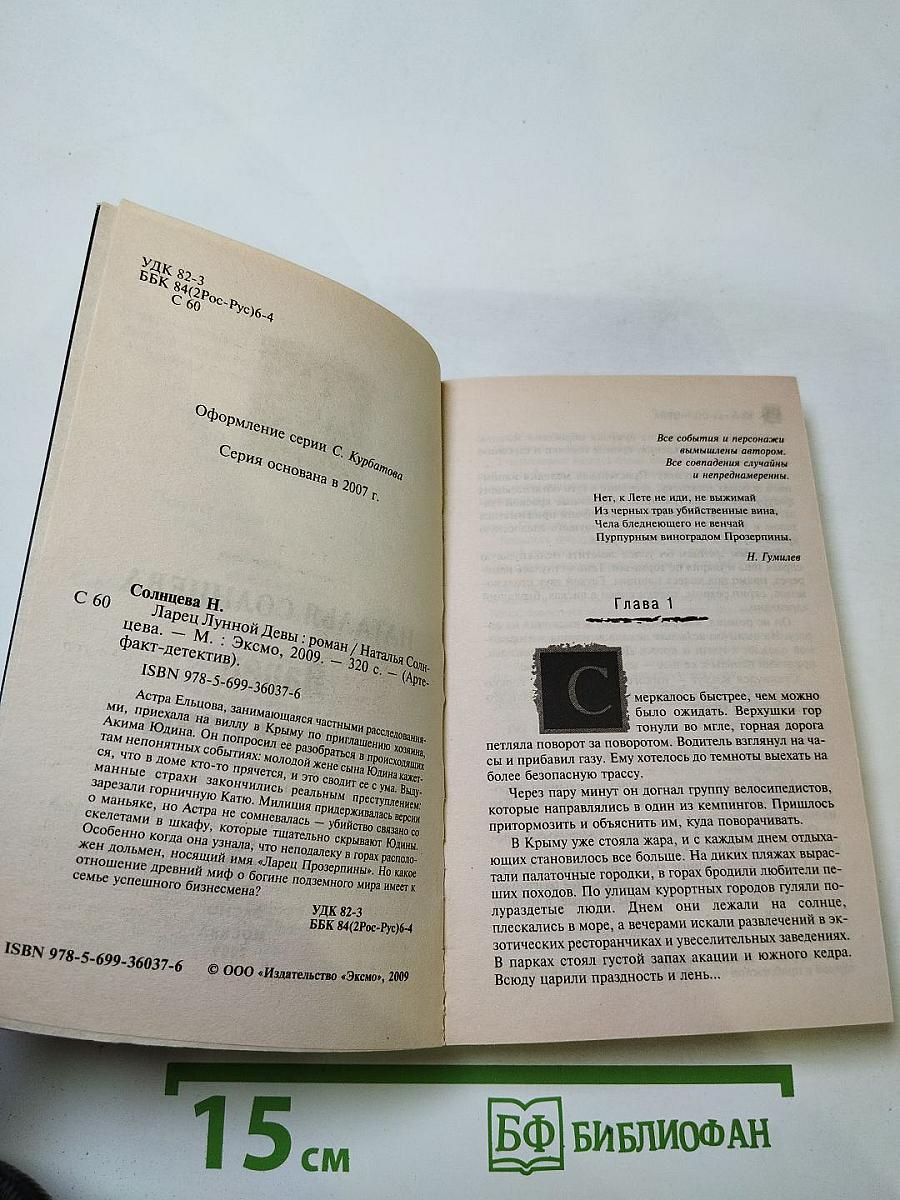 УДК 82-3
ББК 84(2Рос-Рус)6-4
С 60
Оформление серии С. Курбатова
Серия основана в 2007 г.
Солнцева Н.
С 60
Ларец Лунной Девы : роман / Наталья Солн-
цева. — М. : Эксмо, 2009. — 320 с. — (Арте-
факт-детектив).
ISBN 978-5-699-36037-6
Астра Ельцова, занимающаяся частными расследования-
ми, приехала на виллу в Крыму по приглашению хозяина,
Акима Юдина. Он попросил ее разобраться в происходящих
там непонятных событиях: молодой жене сына Юдина кажет-
ся, что в доме кто-то прячется, и это сводит ее с ума. Выду-
манные страхи закончились реальным преступлением:
зарезали горничную Катю. Милиция придерживалась версии
о маньяке, но Астра не сомневалась — убийство связано со
скелетами в шкафу, которые тщательно скрывают Юдины.
Особенно когда она узнала, что неподалеку в горах располо-
жен дольмен, носящий имя «Ларец Прозерпины». Но какое
отношение древний миф о богине подземного мира имеет к
семье успешного бизнесмена?
УДК 82-3
ББК 84(2Рос-Рус)6-4
ISBN 978-5-699-36037-6
© ООО «Издательство «Эксмо», 2009
Все события и персонажи
вымышлены автором.
Все совпадения случайны
и непреднамеренны.
Нет, к Лете не иди, не выжимай
Из черных трав убийственные вина,
Чела бледнеющего не венчай
Пурпурным виноградом Прозерпины.
Н. Гумилев
Глава 1
Смеркалось быстрее, чем можно
было ожидать. Верхушки гор
тонули во мгле, горная дорога
петляла поворот за поворотом. Водитель взглянул на ча-
сы и прибавил газу. Ему хотелось до темноты выехать на
более безопасную трассу.
Через пару минут он догнал группу велосипедистов,
которые направлялись в один из кемпингов. Пришлось
притормозить и объяснить им, куда поворачивать.
В Крыму уже стояла жара, и с каждым днем отдыха-
ющих становилось все больше. На диких пляжах вырас-
тали палаточные городки, в горах бродили любители пе-
ших походов. По улицам курортных городов гуляли по-
лураздетые люди. Днем они лежали на солнце,
плескались в море, а вечерами искали развлечений в эк-
зотических ресторанчиках и увеселительных заведениях.
В парках стоял густой запах акации и южного кедра.
Всюду царили праздность и лень...
15 см
БФ БИБЛИОФАН